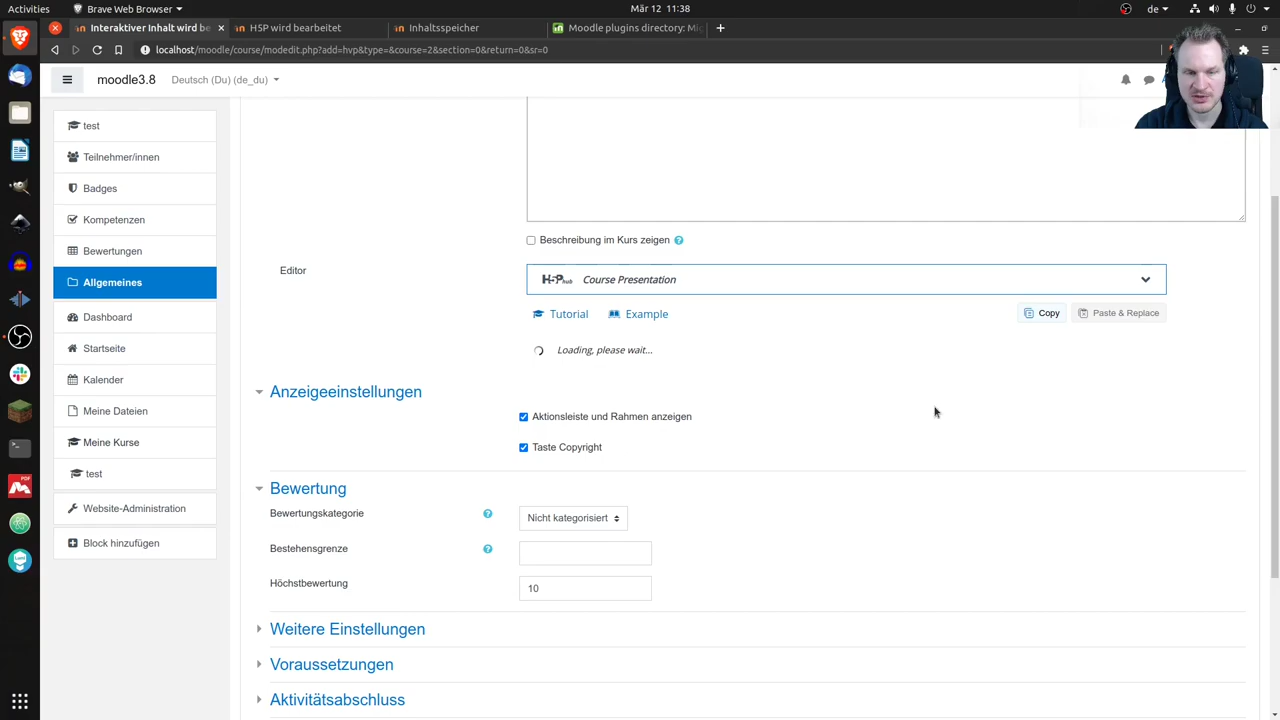 Activities
Brave Web Browser
Mär 12 11:38
de
Interaktiver Inhalt wird be
H5P wird bearbeitet
Inhaltsspeicher
Moodle plugins directory: Mig
localhost/moodle/course/modedit.php?add=hvp&type=&course=2&section=0&return=0&sr=0
moodle3.8
Deutsch (Du) (de_du)
test
Teilnehmer/innen
Badges
Kompetenzen
Bewertungen
Allgemeines
Dashboard
Startseite
Kalender
Meine Dateien
Meine Kurse
test
Website-Administration
Block hinzufügen
Beschreibung im Kurs zeigen
Editor
H5P hub Course Presentation
Tutorial
Example
Copy
Paste & Replace
Loading, please wait...
Anzeigeeinstellungen
Aktionsleiste und Rahmen anzeigen
Taste Copyright
Bewertung
Bewertungskategorie
Nicht kategorisiert
Bestehensgrenze
Höchstbewertung
10
Weitere Einstellungen
Voraussetzungen
Aktivitätsabschluss